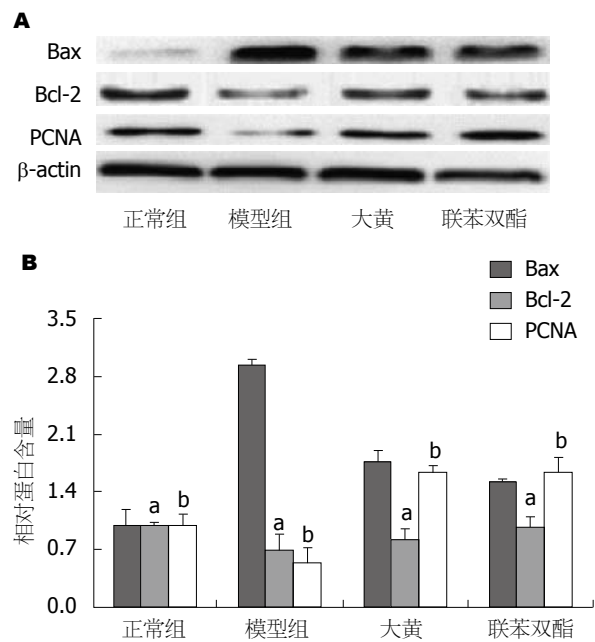 A
Bax
Bcl-2
PCNA
β-actin
正常组 模型组 大黄 联苯双酯
B
Bax
Bcl-2
PCNA
相对蛋白含量
3.5
2.8
2.1
1.4
0.7
0.0
a b
a b
a b
a b
正常组 模型组 大黄 联苯双酯